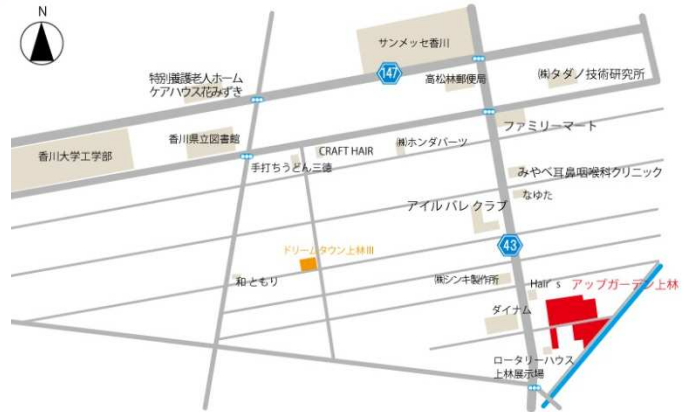 N
サンメッセ香川
147
特別養護老人ホーム
ケアハウス花みずき
高松林郵便局
㈱タダノ技術研究所
香川県立図書館
ファミリーマート
香川大学工学部
CRAFT HAIR
㈱ホンダパーツ
手打ちうどん三徳
みやべ耳鼻咽喉科クリニック
なゆた
アイル パレ クラブ
ドリームタウン上林Ⅲ
43
和 ともり
㈱シンキ製作所
Hair's
アップガーデン上林
ダイナム
ロータリーハウス
上林展示場